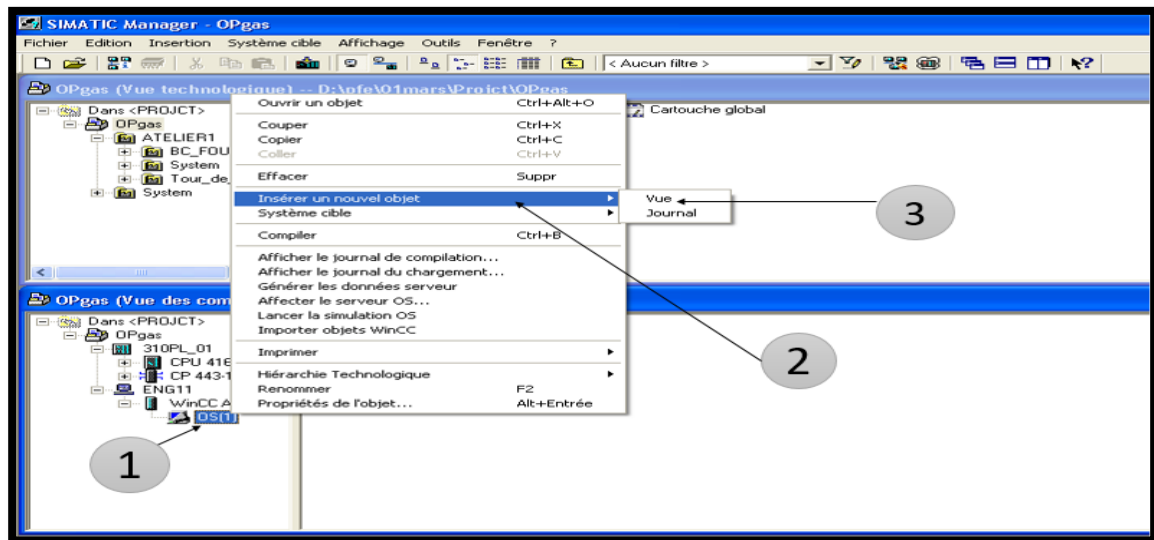 SIMATIC Manager - OPgas
Fichier Edition Insertion Système cible Affichage Outils Fenêtre ?
< Aucun filtre >
OPgas (Vue technologique) -- D:\pfe\01mars\Projct\OPgas
Dans <PROJCT>
OPgas
ATELIER1
BC_FOU
System
Tour_de_
System
Cartouche global
Ouvrir un objet Ctrl+Alt+O
Couper Ctrl+X
Copier Ctrl+C
Coller Ctrl+V
Effacer Suppr
Insérer un nouvel objet
Système cible
Compiler Ctrl+B
Afficher le journal de compilation...
Afficher le journal du chargement...
Générer les données serveur
Affecter le serveur OS...
Lancer la simulation OS
Importer objets WinCC
Imprimer
Hiérarchie Technologique
Renommer F2
Propriétés de l'objet... Alt+Entrée
Vue
Journal
3
2
OPgas (Vue des com
Dans <PROJCT>
OPgas
310PL_01
CPU 416
CP 443-1
ENG11
WinCC A
OS(1)
1